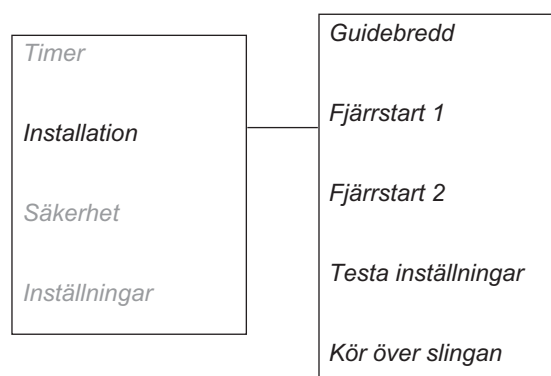 Timer
Installation
Säkerhet
Inställningar
Guidebredd
Fjärrstart 1
Fjärrstart 2
Testa inställningar
Kör över slingan